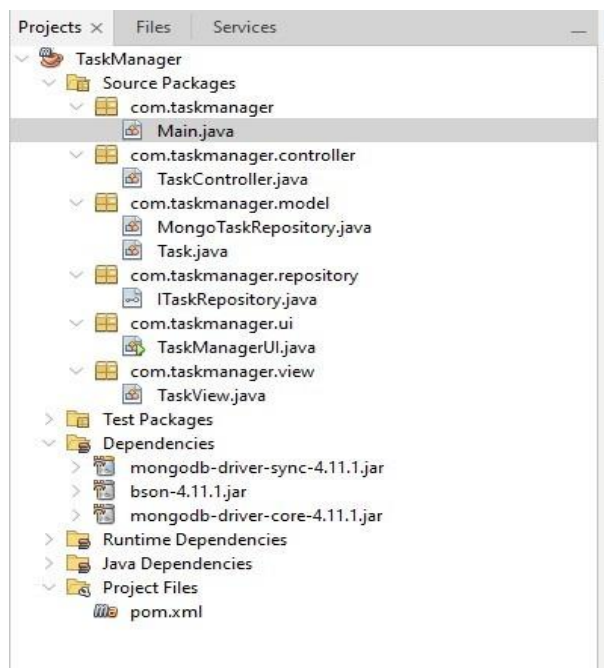 Projects × Files Services
TaskManager
Source Packages
com.taskmanager
Main.java
com.taskmanager.controller
TaskController.java
com.taskmanager.model
MongoTaskRepository.java
Task.java
com.taskmanager.repository
ITaskRepository.java
com.taskmanager.ui
TaskManagerUI.java
com.taskmanager.view
TaskView.java
Test Packages
Dependencies
mongodb-driver-sync-4.11.1.jar
bson-4.11.1.jar
mongodb-driver-core-4.11.1.jar
Runtime Dependencies
Java Dependencies
Project Files
pom.xml